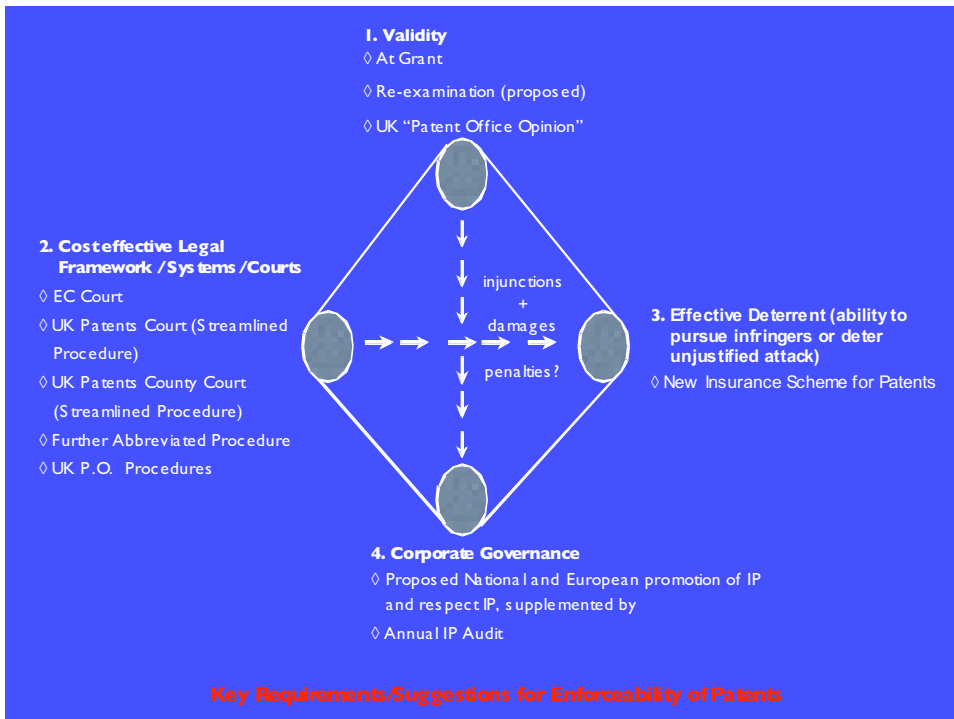 1. Validity
◊ At Grant
◊ Re-examination (proposed)
◊ UK “Patent Office Opinion”
2. Cost effective Legal
Framework / Systems /Courts
◊ EC Court
◊ UK Patents Court (Streamlined
Procedure)
◊ UK Patents County Court
(Streamlined Procedure)
◊ Further Abbreviated Procedure
◊ UK P.O. Procedures
injunctions
+
damages
penalties?
3. Effective Deterrent (ability to
pursue infringers or deter
unjustified attack)
◊ New Insurance Scheme for Patents
4. Corporate Governance
◊ Proposed National and European promotion of IP
and respect IP, supplemented by
◊ Annual IP Audit
Key Requirements/Suggestions for Enforceability of Patents